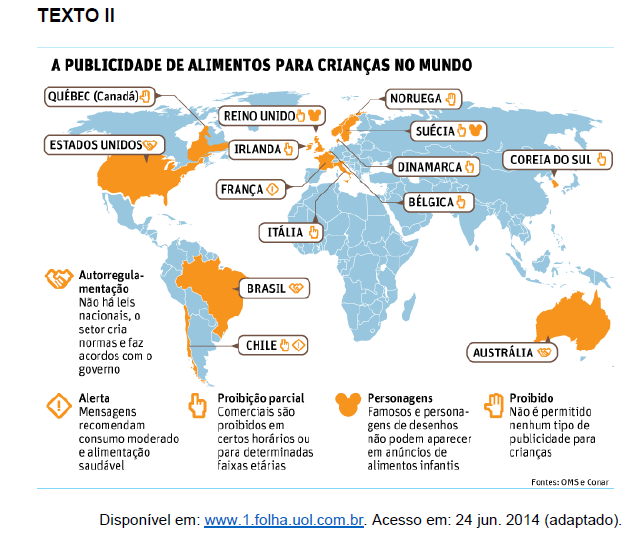 TEXTO II
A PUBLICIDADE DE ALIMENTOS PARA CRIANÇAS NO MUNDO
QUÉBEC (Canadá)
NORUEGA
REINO UNIDO
SUÉCIA
ESTADOS UNIDOS
IRLANDA
DINAMARCA
COREIA DO SUL
FRANÇA
BÉLGICA
ITÁLIA
BRASIL
CHILE
AUSTRÁLIA
Autorregula-
mentação
Não há leis
nacionais, o
setor cria
normas e faz
acordos com o
governo
Alerta
Mensagens
recomendam
consumo moderado
e alimentação
saudável
Proibição parcial
Comerciais são
proibidos em
certos horários ou
para determinadas
faixas etárias
Personagens
Famosos e persona-
gens de desenhos
não podem aparecer
em anúncios de
alimentos infantis
Proibido
Não é permitido
nenhum tipo de
publicidade para
crianças
Fontes: OMS e Conar
Disponível em: www.1.folha.uol.com.br. Acesso em: 24 jun. 2014 (adaptado).